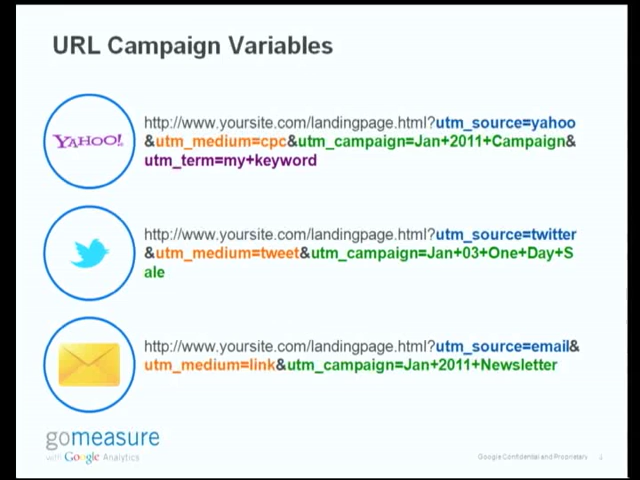 URL Campaign Variables
YAHOO!
http://www.yoursite.com/landingpage.html?utm_source=yahoo
&utm_medium=cpc&utm_campaign=Jan+2011+Campaign&
utm_term=my+keyword
http://www.yoursite.com/landingpage.html?utm_source=twitter
&utm_medium=tweet&utm_campaign=Jan+03+One+Day+S
ale
http://www.yoursite.com/landingpage.html?utm_source=email&
utm_medium=link&utm_campaign=Jan+2011+Newsletter
gomeasure
with Google Analytics
Google Confidential and Proprietary